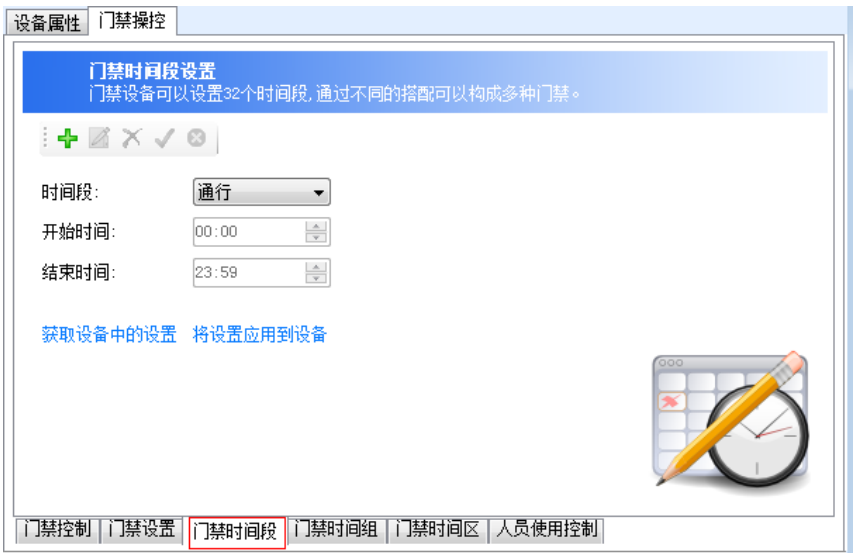 设备属性 门禁操控
门禁时间段设置
门禁设备可以设置32个时间段,通过不同的搭配可以构成多种门禁。
时间段: 通行
开始时间: 00:00
结束时间: 23:59
获取设备中的设置 将设置应用到设备
门禁控制 门禁设置 门禁时间段 门禁时间组 门禁时间区 人员使用控制